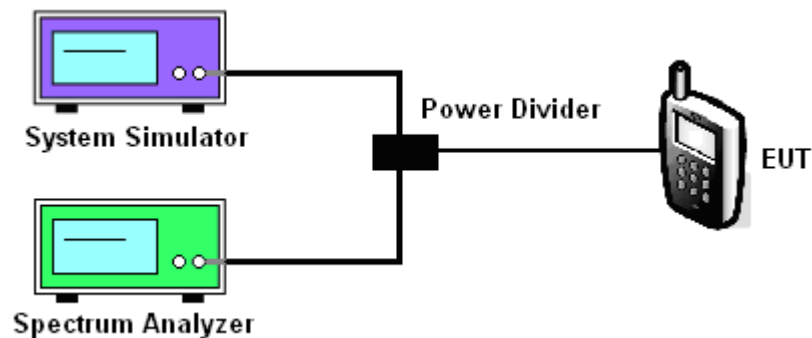 System Simulator
Power Divider
EUT
Spectrum Analyzer